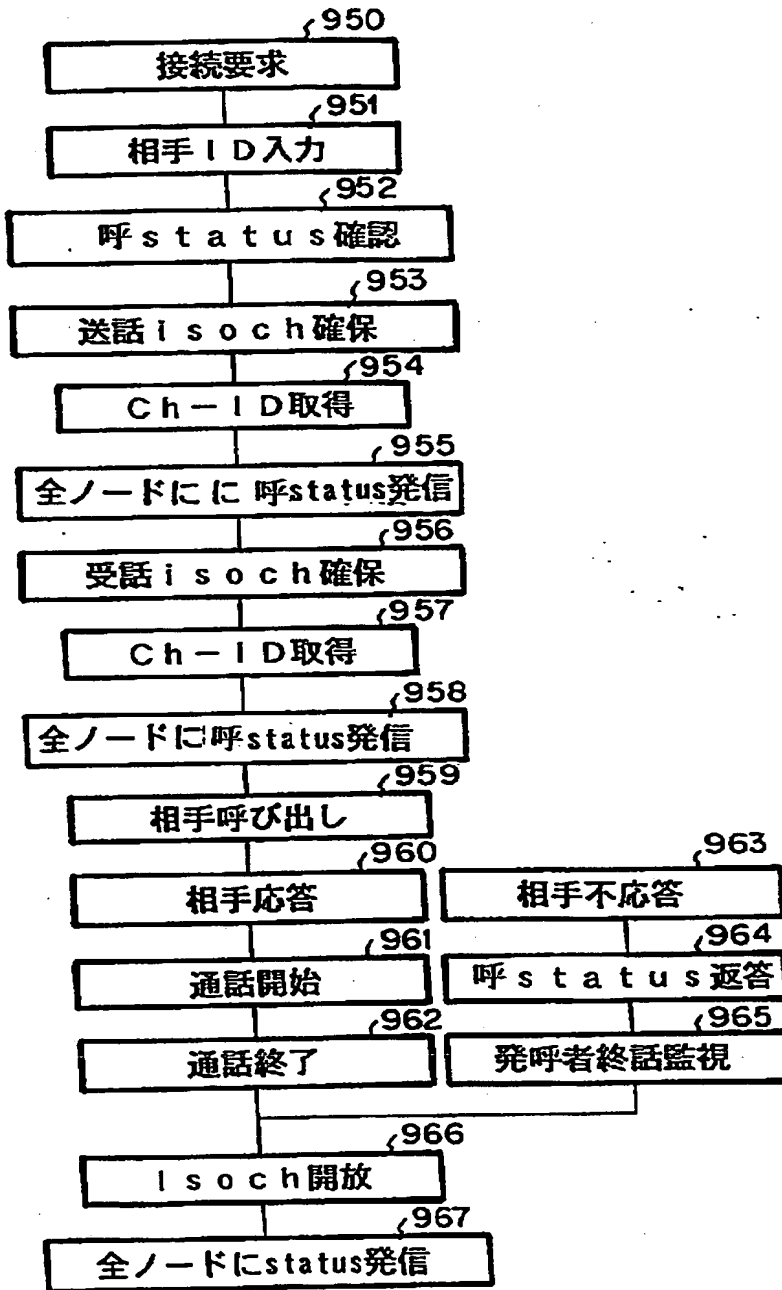 950
接続要求
951
相手ID入力
952
呼status確認
953
送話isoch確保
954
Ch-ID取得
955
全ノードにに 呼status発信
956
受話isoch確保
957
Ch-ID取得
958
全ノードに呼status発信
959
相手呼び出し
960
相手応答
963
相手不応答
961
通話開始
964
呼status返答
962
通話終了
965
発呼者終話監視
966
Isoch開放
967
全ノードにstatus発信